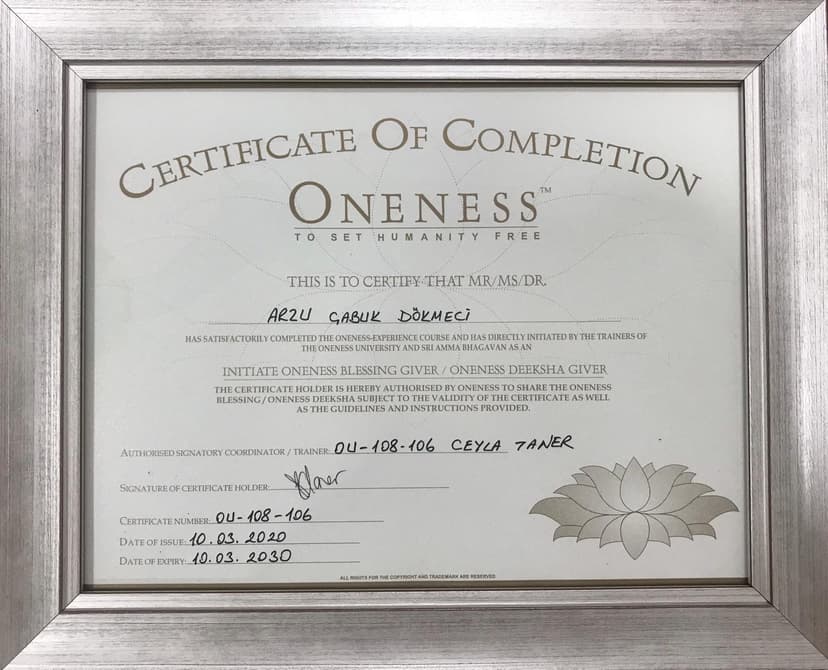 CERTIFICATE OF COMPLETION
ONENESS™
TO SET HUMANITY FREE
THIS IS TO CERTIFY THAT MR/MS/DR.
ARZU ÇABUK DÖKMECİ
HAS SATISFACTORILY COMPLETED THE ONENESS-EXPERIENCE COURSE AND HAS DIRECTLY INITIATED BY THE TRAINERS OF
THE ONENESS UNIVERSITY AND SRI AMMA BHAGAVAN AS AN
INITIATE ONENESS BLESSING GIVER / ONENESS DEEKSHA GIVER
THE CERTIFICATE HOLDER IS HEREBY AUTHORISED BY ONENESS TO SHARE THE ONENESS
BLESSING / ONENESS DEEKSHA SUBJECT TO THE VALIDITY OF THE CERTIFICATE AS WELL
AS THE GUIDELINES AND INSTRUCTIONS PROVIDED.
AUTHORISED SIGNATORY COORDINATOR / TRAINER: OU-108-106 CEYLA TANER
SIGNATURE OF CERTIFICATE HOLDER:
CERTIFICATE NUMBER: OU-108-106
DATE OF ISSUE: 10.03.2020
DATE OF EXPIRY: 10.03.2030
ALL RIGHTS FOR THE COPYRIGHT AND TRADEMARK ARE RESERVED